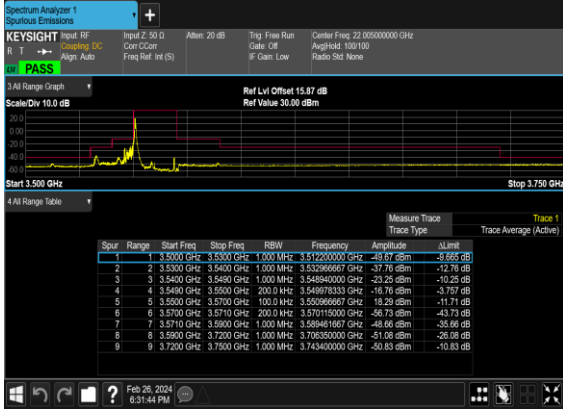 Spectrum Analyzer 1
Spurious Emissions
+
KEYSIGHT Input: RF Input Z: 50 Ω Atten: 20 dB Trig: Free Run Center Freq: 22.005000000 GHz
R T Coupling: DC Corr CCorr Gate: Off Avg|Hold: 100/100
Align: Auto Freq Ref: Int (S) IF Gain: Low Radio Std: None
LXI PASS
3 All Range Graph
Ref Lvl Offset 15.87 dB
Scale/Div 10.0 dB Ref Value 30.00 dBm
20.0
0.00
-20.0
-40.0
-60.0
Start 3.500 GHz Stop 3.750 GHz
4 All Range Table
Measure Trace Trace 1
Trace Type Trace Average (Active)
Spur Range Start Freq Stop Freq RBW Frequency Amplitude ΔLimit
1 1 3.5000 GHz 3.5300 GHz 1.000 MHz 3.512200000 GHz -49.67 dBm -9.665 dB
2 2 3.5300 GHz 3.5400 GHz 1.000 MHz 3.532966667 GHz -37.76 dBm -12.76 dB
3 3 3.5400 GHz 3.5490 GHz 1.000 MHz 3.548940000 GHz -23.25 dBm -10.25 dB
4 4 3.5490 GHz 3.5500 GHz 200.0 kHz 3.549978333 GHz -16.76 dBm -3.757 dB
5 5 3.5500 GHz 3.5700 GHz 100.0 kHz 3.550966667 GHz 18.29 dBm -11.71 dB
6 6 3.5700 GHz 3.5710 GHz 200.0 kHz 3.570115000 GHz -56.73 dBm -43.73 dB
7 7 3.5710 GHz 3.5900 GHz 1.000 MHz 3.589461667 GHz -48.66 dBm -35.66 dB
8 8 3.5900 GHz 3.7200 GHz 1.000 MHz 3.706350000 GHz -51.08 dBm -26.08 dB
9 9 3.7200 GHz 3.7500 GHz 1.000 MHz 3.743400000 GHz -50.83 dBm -10.83 dB
? Feb 26, 2024
6:31:44 PM